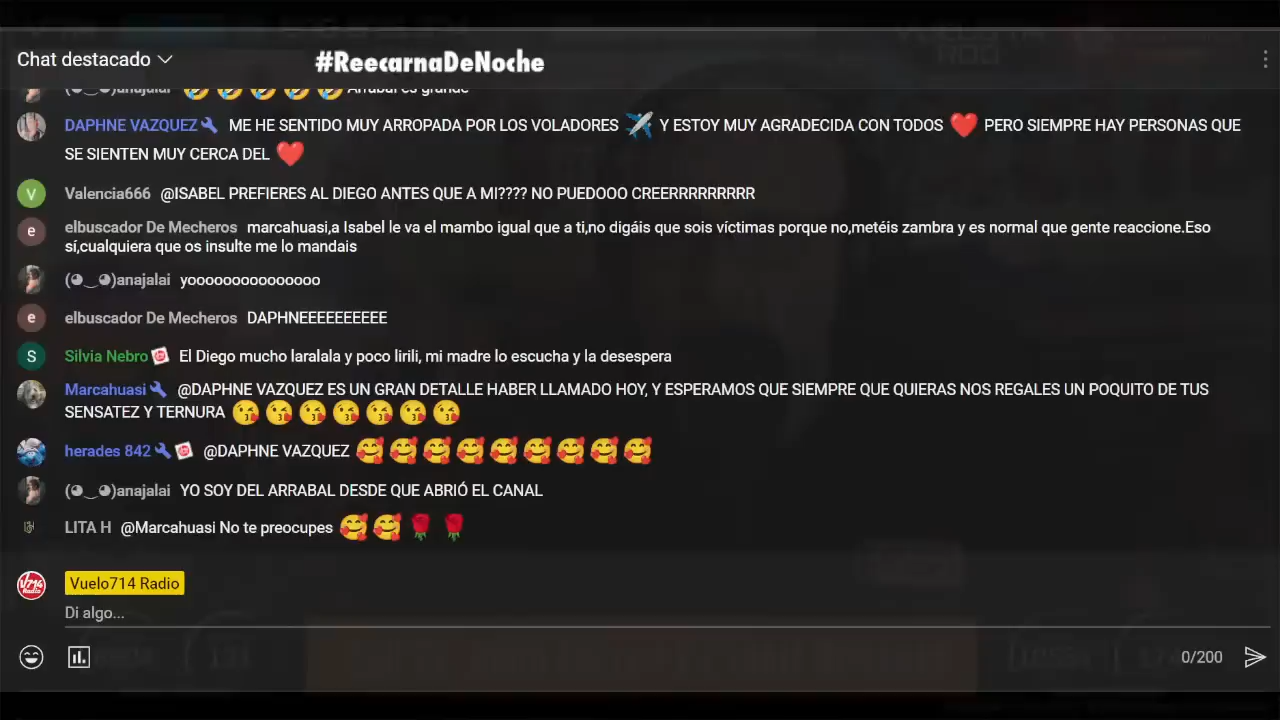 Chat destacado
#ReecarnaDeNoche
(◕‿◕)anajalai 🤣🤣🤣🤣🤣 Arrabal es grande
DAPHNE VAZQUEZ ME HE SENTIDO MUY ARROPADA POR LOS VOLADORES ✈️ Y ESTOY MUY AGRADECIDA CON TODOS ❤️ PERO SIEMPRE HAY PERSONAS QUE
SE SIENTEN MUY CERCA DEL ❤️
V
Valencia666 @ISABEL PREFIERES AL DIEGO ANTES QUE A MI???? NO PUEDOOO CREERRRRRRRRR
e
elbuscador De Mecheros marcahuasi,a Isabel le va el mambo igual que a ti,no digáis que sois víctimas porque no,metéis zambra y es normal que gente reaccione.Eso
sí,cualquiera que os insulte me lo mandais
(◕‿◕)anajalai yooooooooooooooo
e
elbuscador De Mecheros DAPHNEEEEEEEEEE
S
Silvia Nebro El Diego mucho laralala y poco lirili, mi madre lo escucha y la desespera
Marcahuasi @DAPHNE VAZQUEZ ES UN GRAN DETALLE HABER LLAMADO HOY, Y ESPERAMOS QUE SIEMPRE QUE QUIERAS NOS REGALES UN POQUITO DE TUS
SENSATEZ Y TERNURA 😘😘😘😘😘😘😘
herades 842 @DAPHNE VAZQUEZ 🥰🥰🥰🥰🥰🥰🥰🥰🥰
(◕‿◕)anajalai YO SOY DEL ARRABAL DESDE QUE ABRIÓ EL CANAL
LITA H @Marcahuasi No te preocupes 🥰🥰🌹🌹
V714
Radio
Vuelo714 Radio
Di algo...
0/200